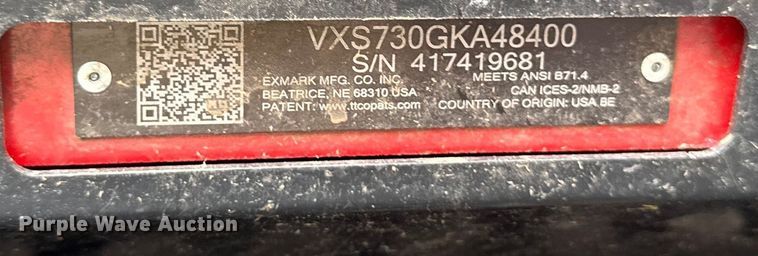 VXS730GKA48400
S/N 417419681
EXMARK MFG. CO. INC.
BEATRICE, NE 68310 USA
PATENT: www.ttcopats.com
MEETS ANSI B71.4
CAN ICES-2/NMB-2
COUNTRY OF ORIGIN: USA BE
Purple Wave Auction